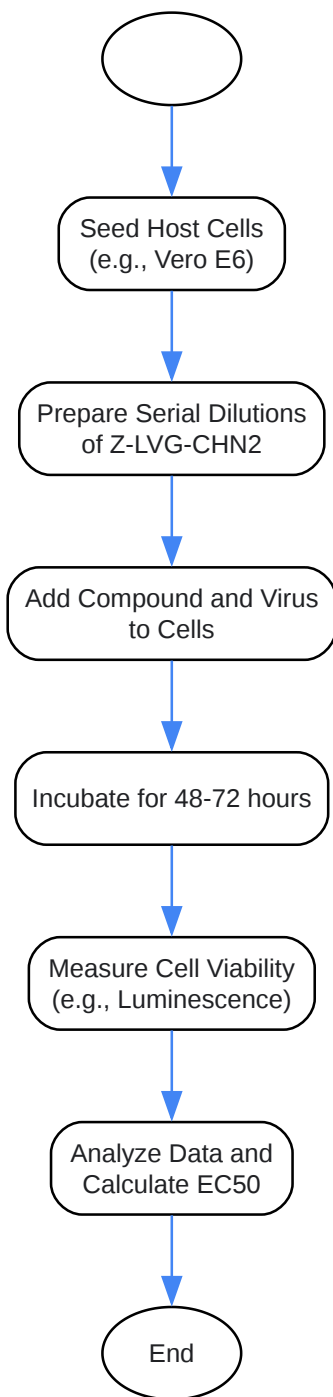 Seed Host Cells
(e.g., Vero E6)
Prepare Serial Dilutions
of Z-LVG-CHN2
Add Compound and Virus
to Cells
Incubate for 48-72 hours
Measure Cell Viability
(e.g., Luminescence)
Analyze Data and
Calculate EC50
End